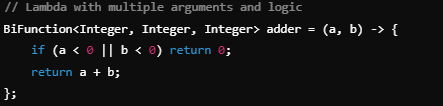 // Lambda with multiple arguments and logic
BiFunction<Integer, Integer, Integer> adder = (a, b) -> {
    if (a < 0 || b < 0) return 0;
    return a + b;
};